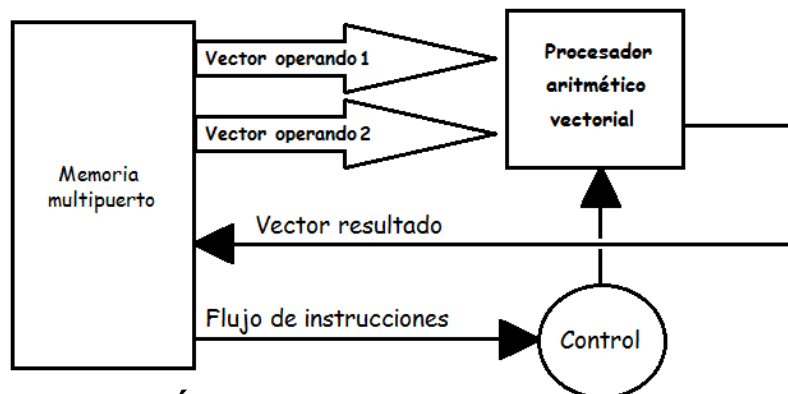 Vector operando 1
Vector operando 2
Procesador
aritmético
vectorial
Memoria
multipuerto
Vector resultado
Flujo de instrucciones
Control